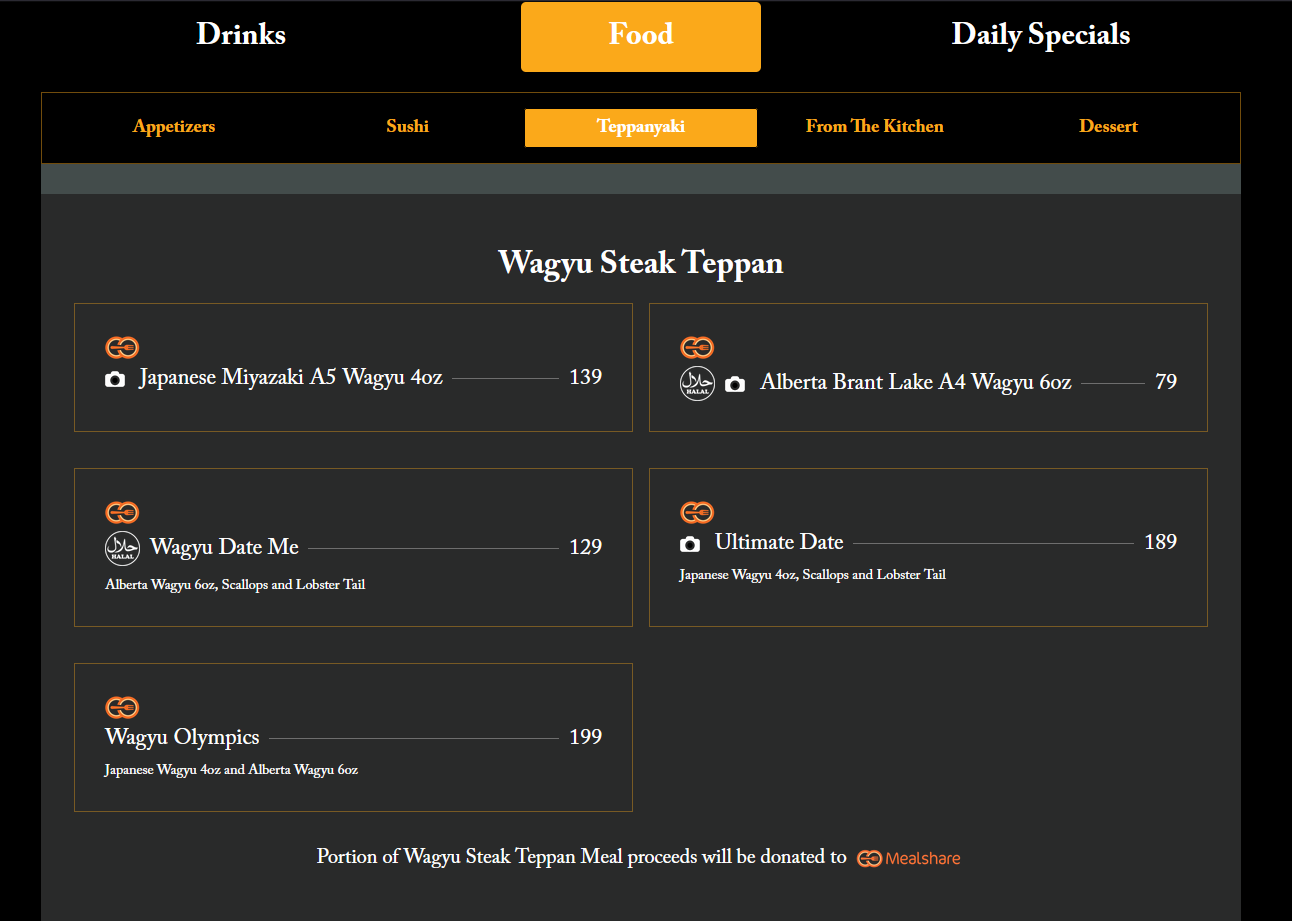 Drinks
Food
Daily Specials
Appetizers
Sushi
Teppanyaki
From The Kitchen
Dessert
Wagyu Steak Teppan
Japanese Miyazaki A5 Wagyu 4oz 139
حلال
HALAL
Alberta Brant Lake A4 Wagyu 6oz 79
حلال
HALAL
Wagyu Date Me 129
Alberta Wagyu 6oz, Scallops and Lobster Tail
Ultimate Date 189
Japanese Wagyu 4oz, Scallops and Lobster Tail
Wagyu Olympics 199
Japanese Wagyu 4oz and Alberta Wagyu 6oz
Portion of Wagyu Steak Teppan Meal proceeds will be donated to Mealshare